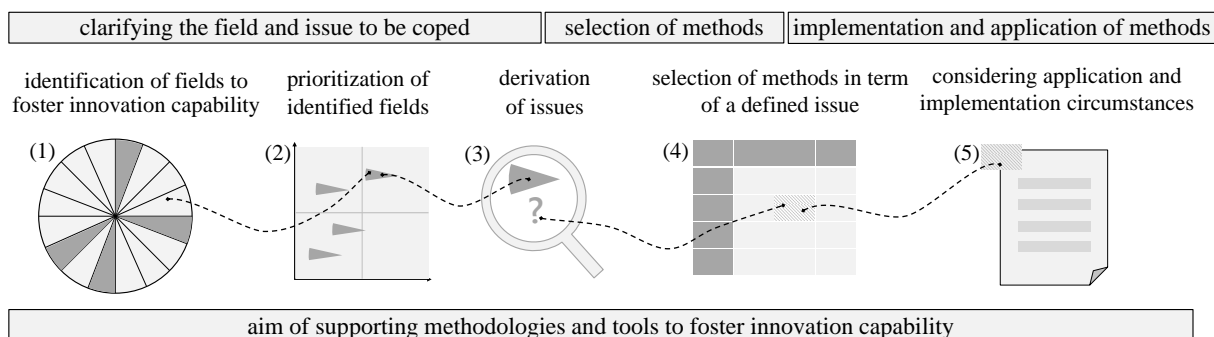 clarifying the field and issue to be coped
selection of methods
implementation and application of methods
identification of fields to
foster innovation capability
prioritization of
identified fields
derivation
of issues
selection of methods in term
of a defined issue
considering application and
implementation circumstances
(1)
(2)
(3)
(4)
(5)
?
aim of supporting methodologies and tools to foster innovation capability